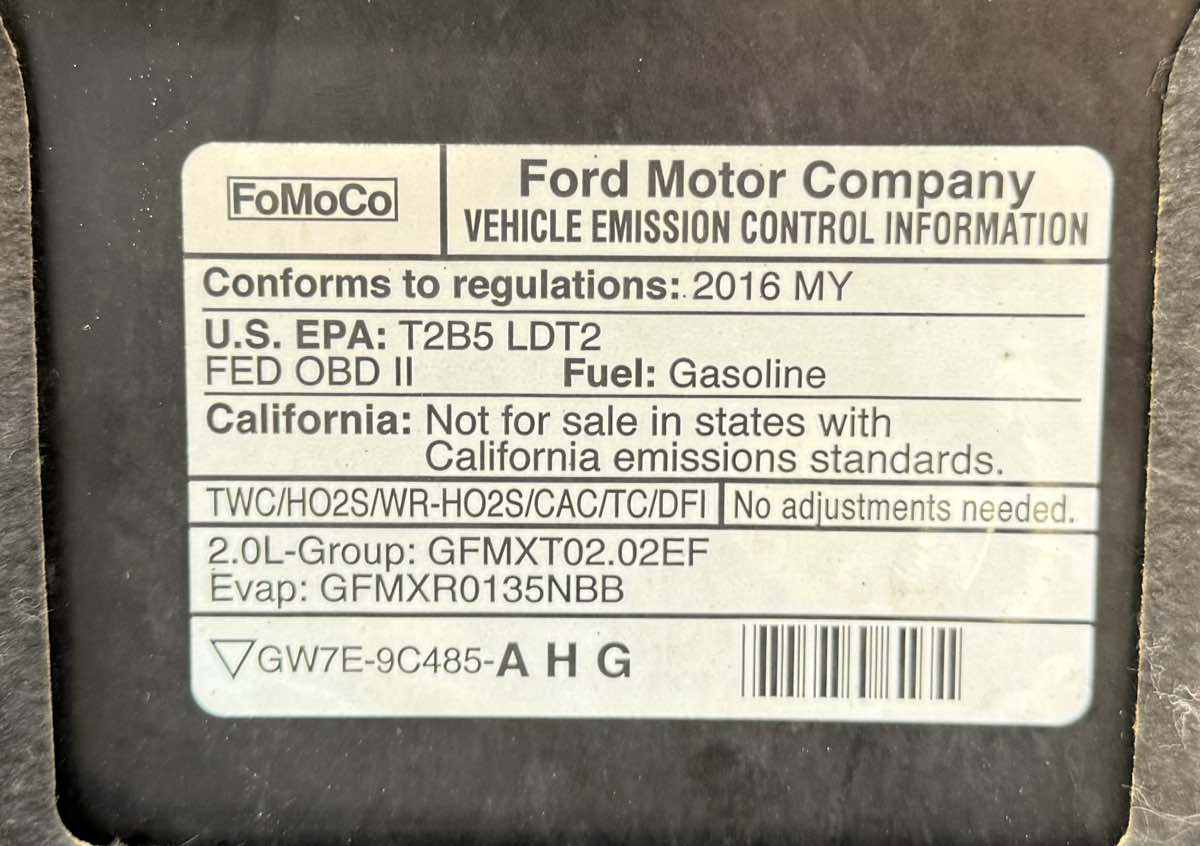 FoMoCo
Ford Motor Company
VEHICLE EMISSION CONTROL INFORMATION
Conforms to regulations: 2016 MY
U.S. EPA: T2B5 LDT2
FED OBD II Fuel: Gasoline
California: Not for sale in states with
California emissions standards.
TWC/HO2S/WR-HO2S/CAC/TC/DFI No adjustments needed.
2.0L-Group: GFMXT02.02EF
Evap: GFMXR0135NBB
GW7E-9C485-A H G